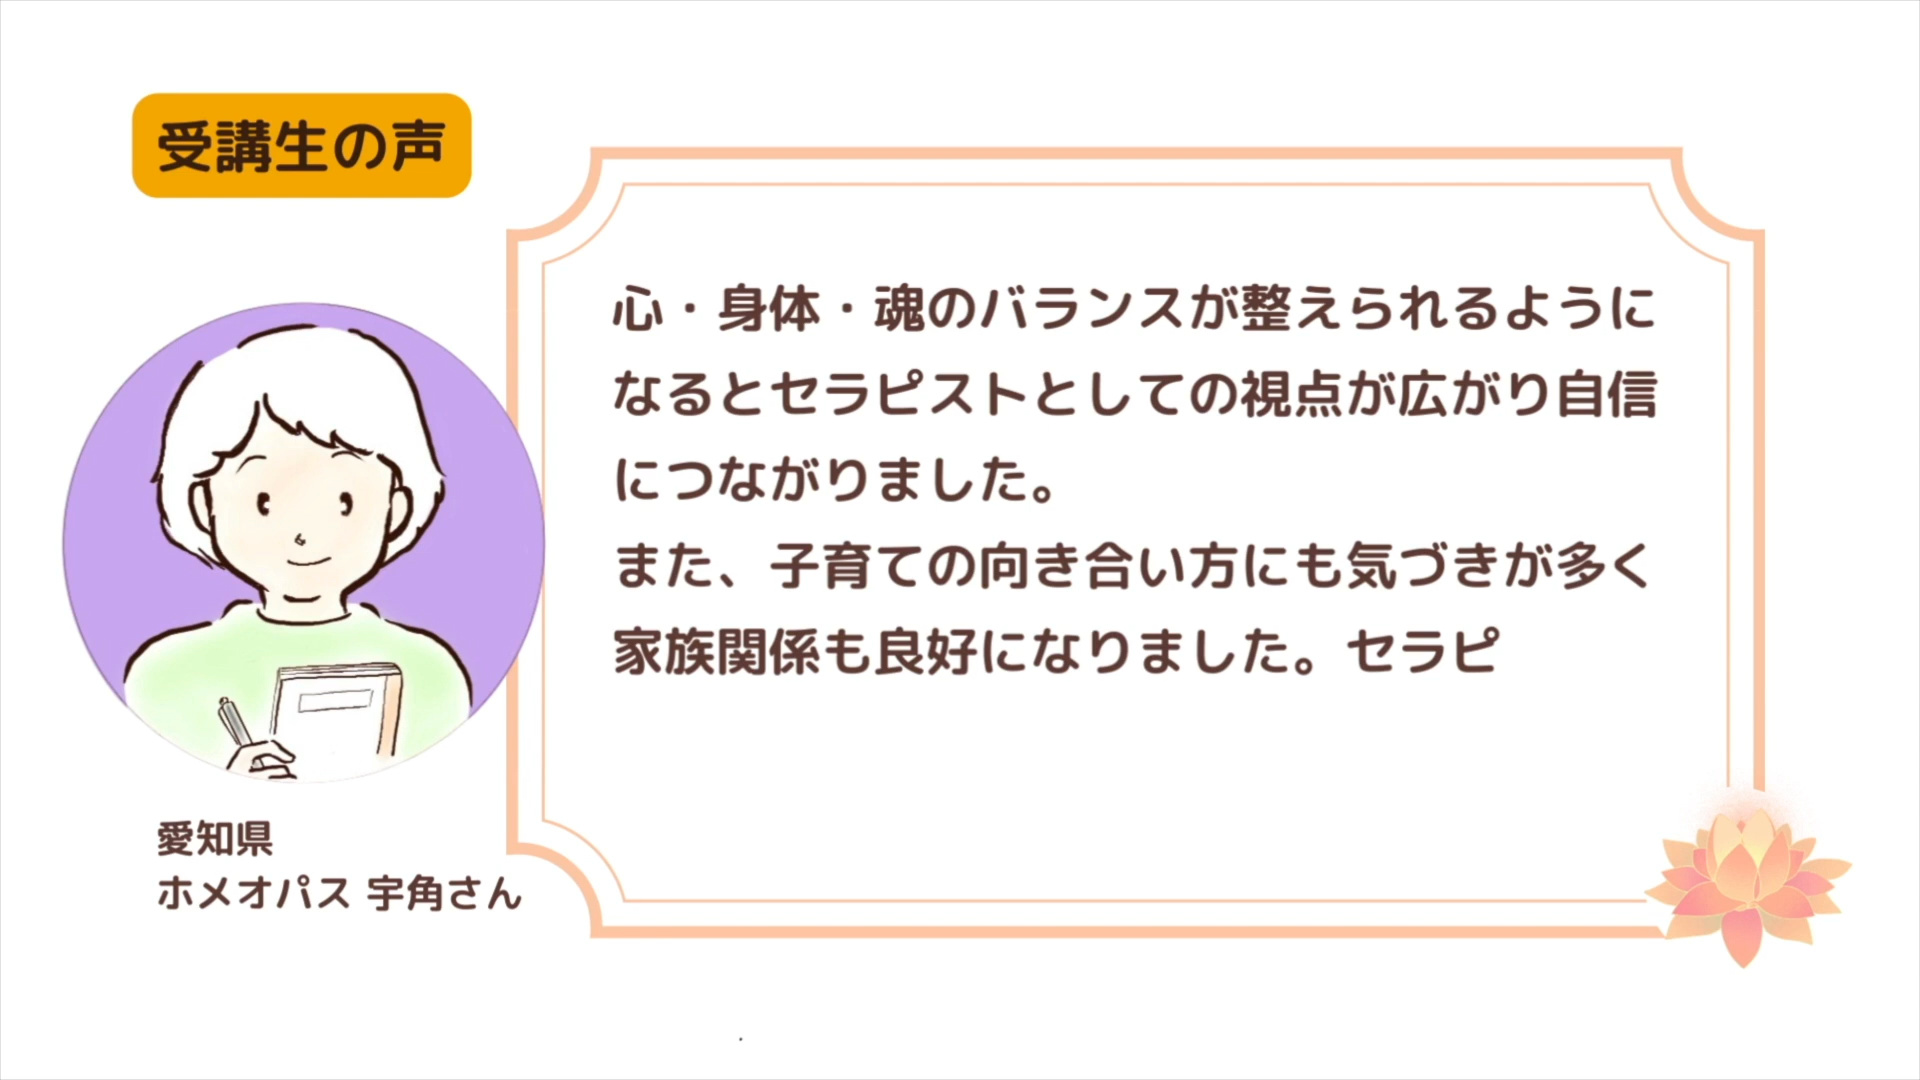 受講生の声
心・身体・魂のバランスが整えられるように
なるとセラピストとしての視点が広がり自信
につながりました。
また、子育ての向き合い方にも気づきが多く
家族関係も良好になりました。セラピ
愛知県
ホメオパス 宇角さん